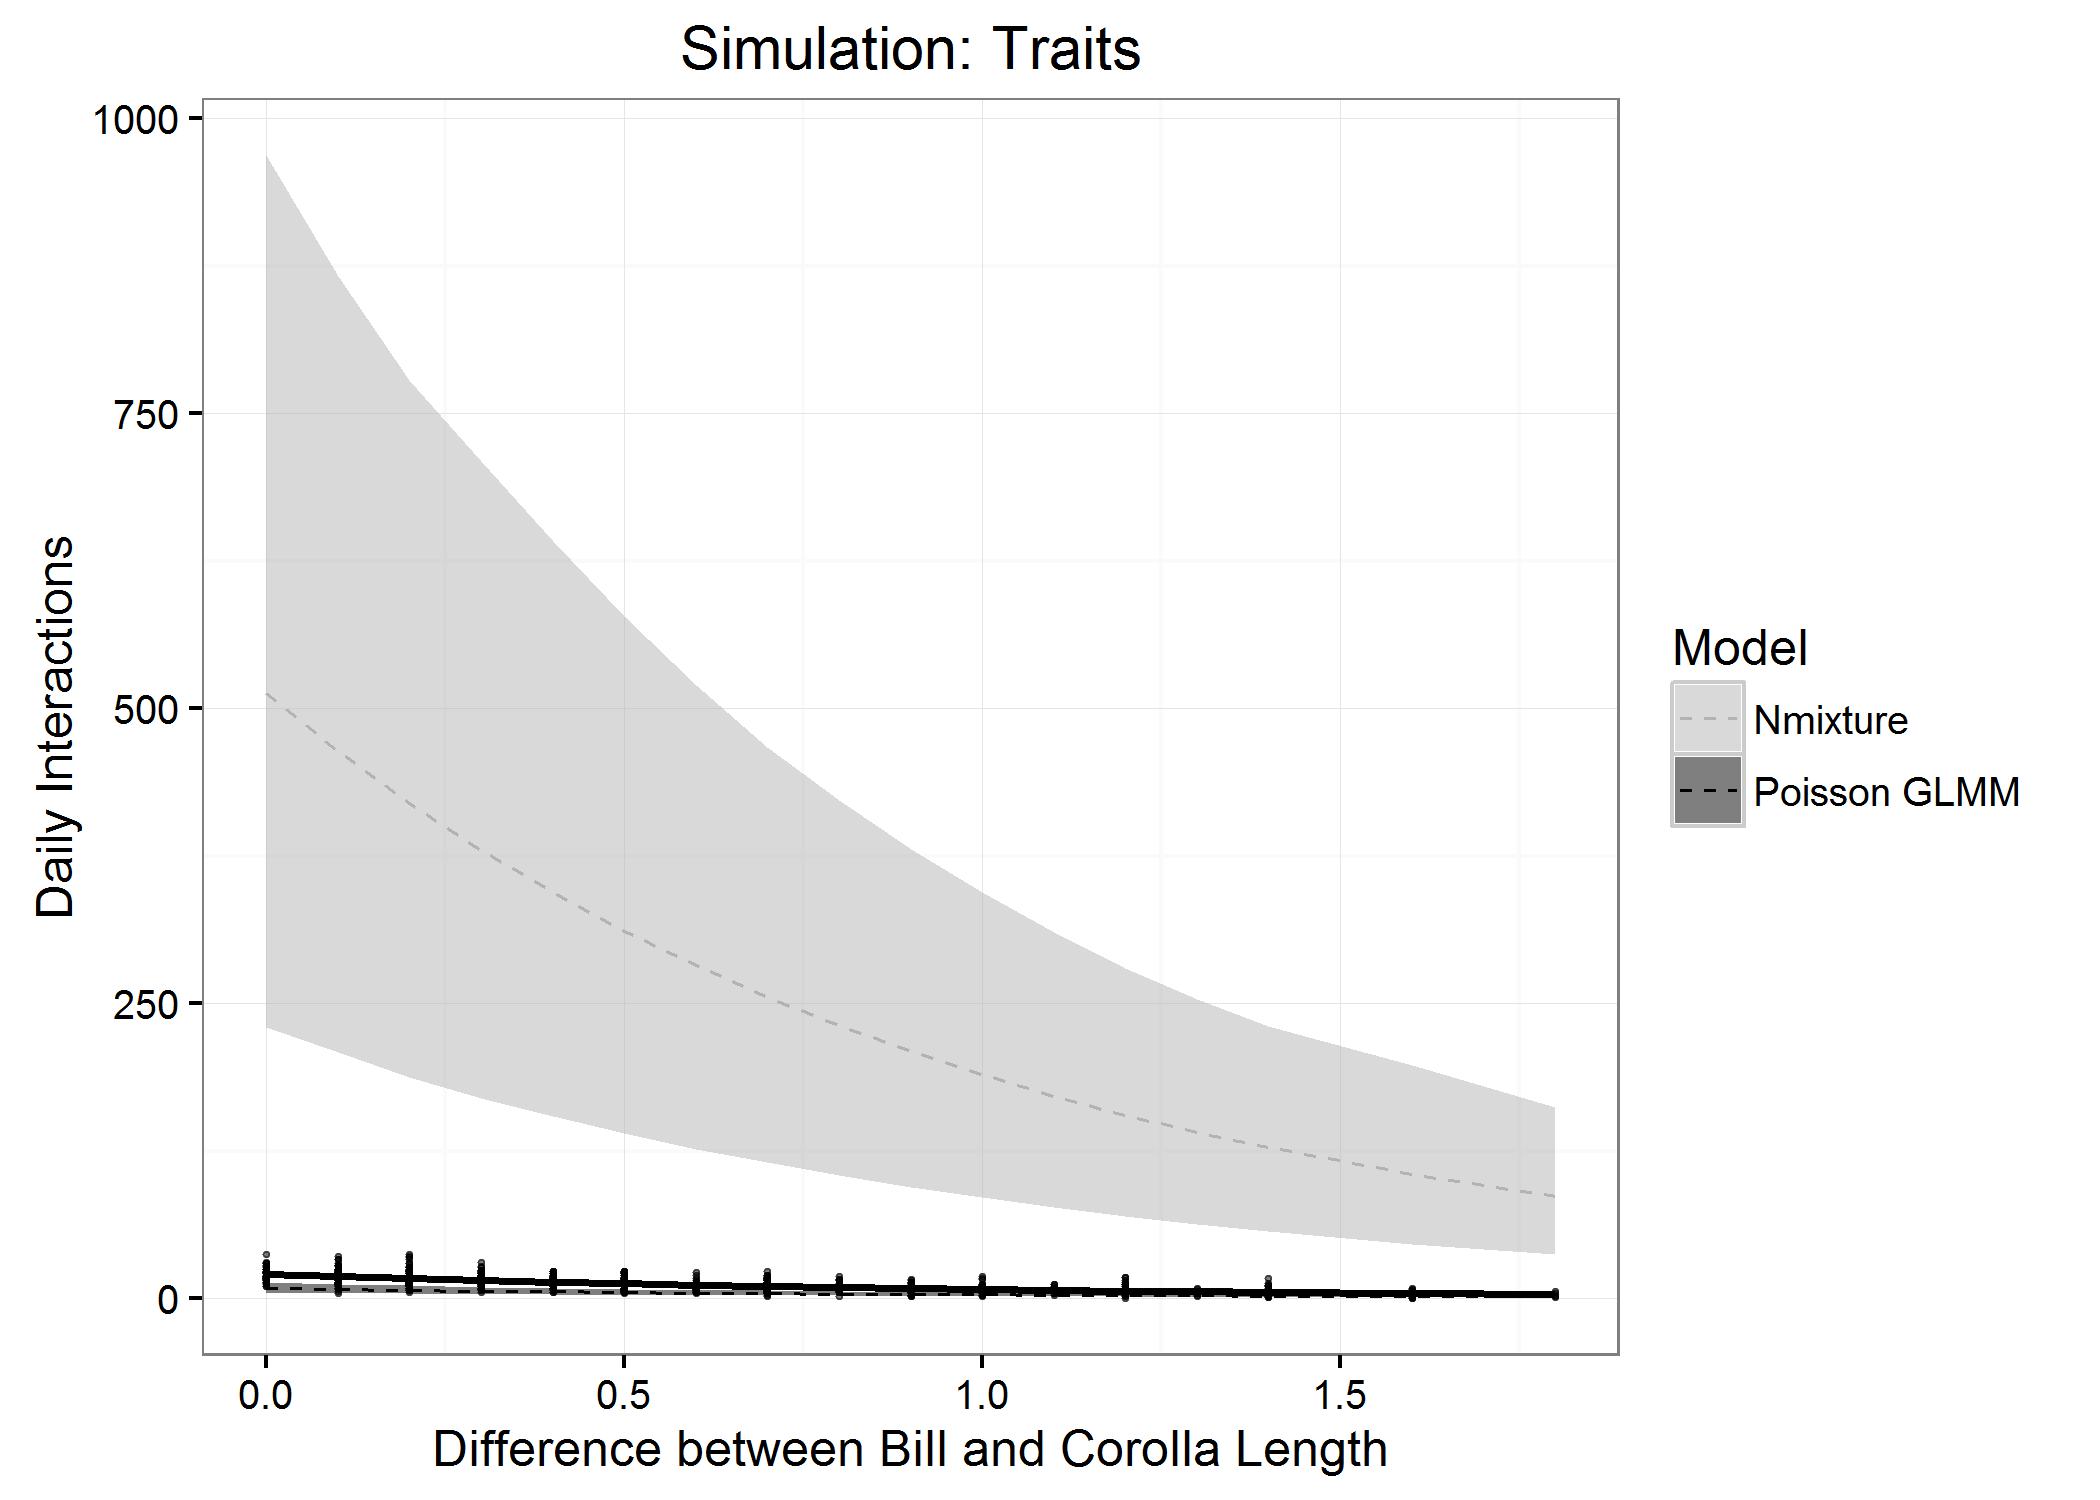 Simulation: Traits
1000
750
500
250
0
Daily Interactions
0.0 0.5 1.0 1.5
Difference between Bill and Corolla Length
Model
Nmixture
Poisson GLMM